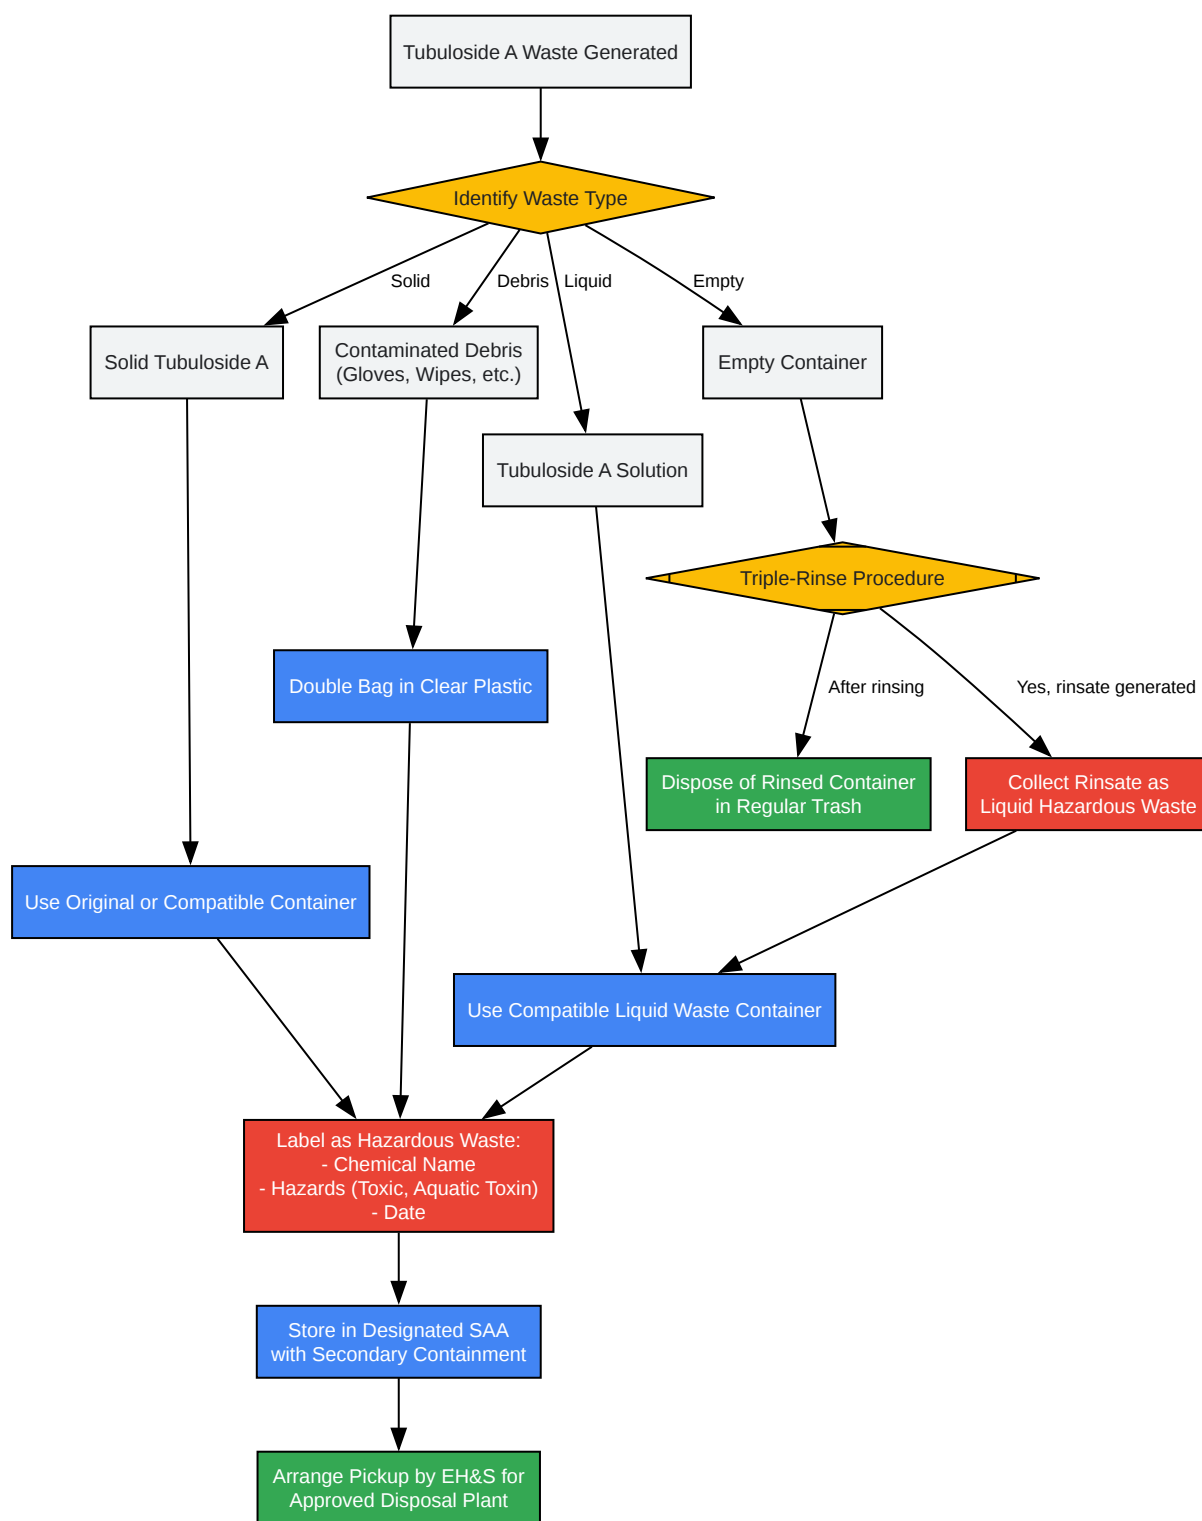 Tubuloside A Waste Generated
Identify Waste Type
Solid
Debris
Liquid
Empty
Solid Tubuloside A
Contaminated Debris
(Gloves, Wipes, etc.)
Empty Container
Tubuloside A Solution
Triple-Rinse Procedure
Double Bag in Clear Plastic
After rinsing
Yes, rinsate generated
Dispose of Rinsed Container
in Regular Trash
Collect Rinsate as
Liquid Hazardous Waste
Use Original or Compatible Container
Use Compatible Liquid Waste Container
Label as Hazardous Waste:
- Chemical Name
- Hazards (Toxic, Aquatic Toxin)
- Date
Store in Designated SAA
with Secondary Containment
Arrange Pickup by EH&S for
Approved Disposal Plant